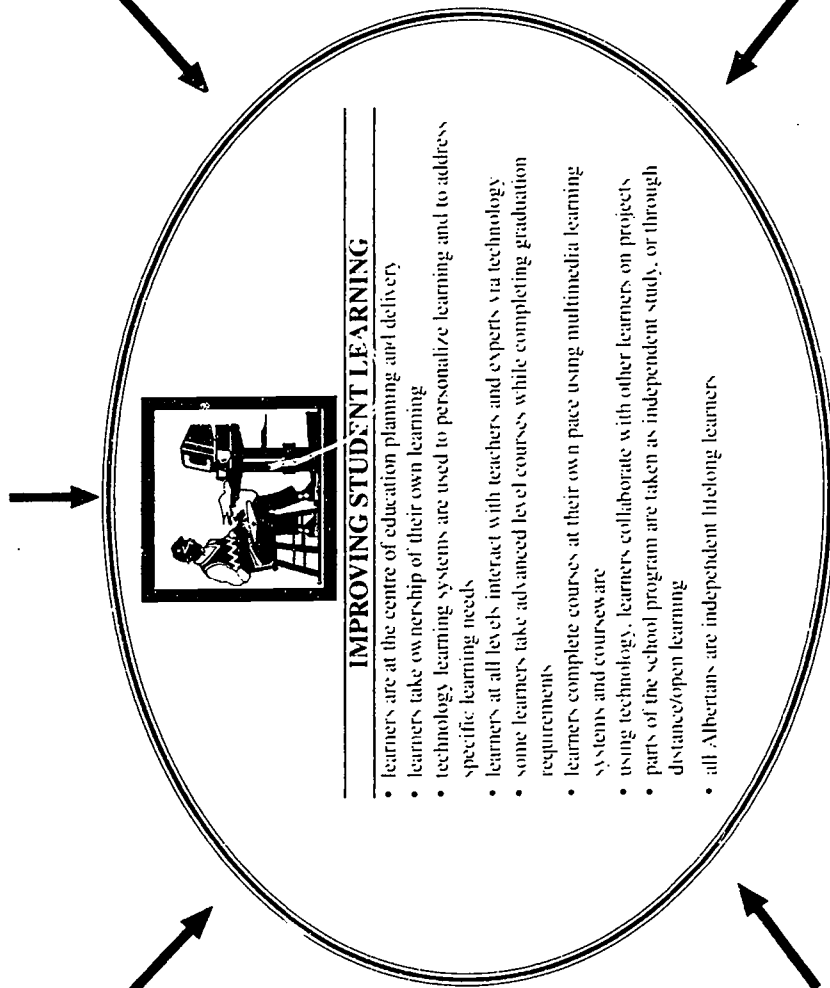 IMPROVING STUDENT LEARNING
• learners are at the centre of education planning and delivery
• learners take ownership of their own learning
• technology learning systems are used to personalize learning and to address
specific learning needs
• learners at all levels interact with teachers and experts via technology
• some learners take advanced level courses while completing graduation
requirements
• learners complete courses at their own pace using multimedia learning
systems and courseware
• using technology, learners collaborate with other learners on projects
• parts of the school program are taken as independent study, or through
distance/open learning
• all Albertans are independent lifelong learners